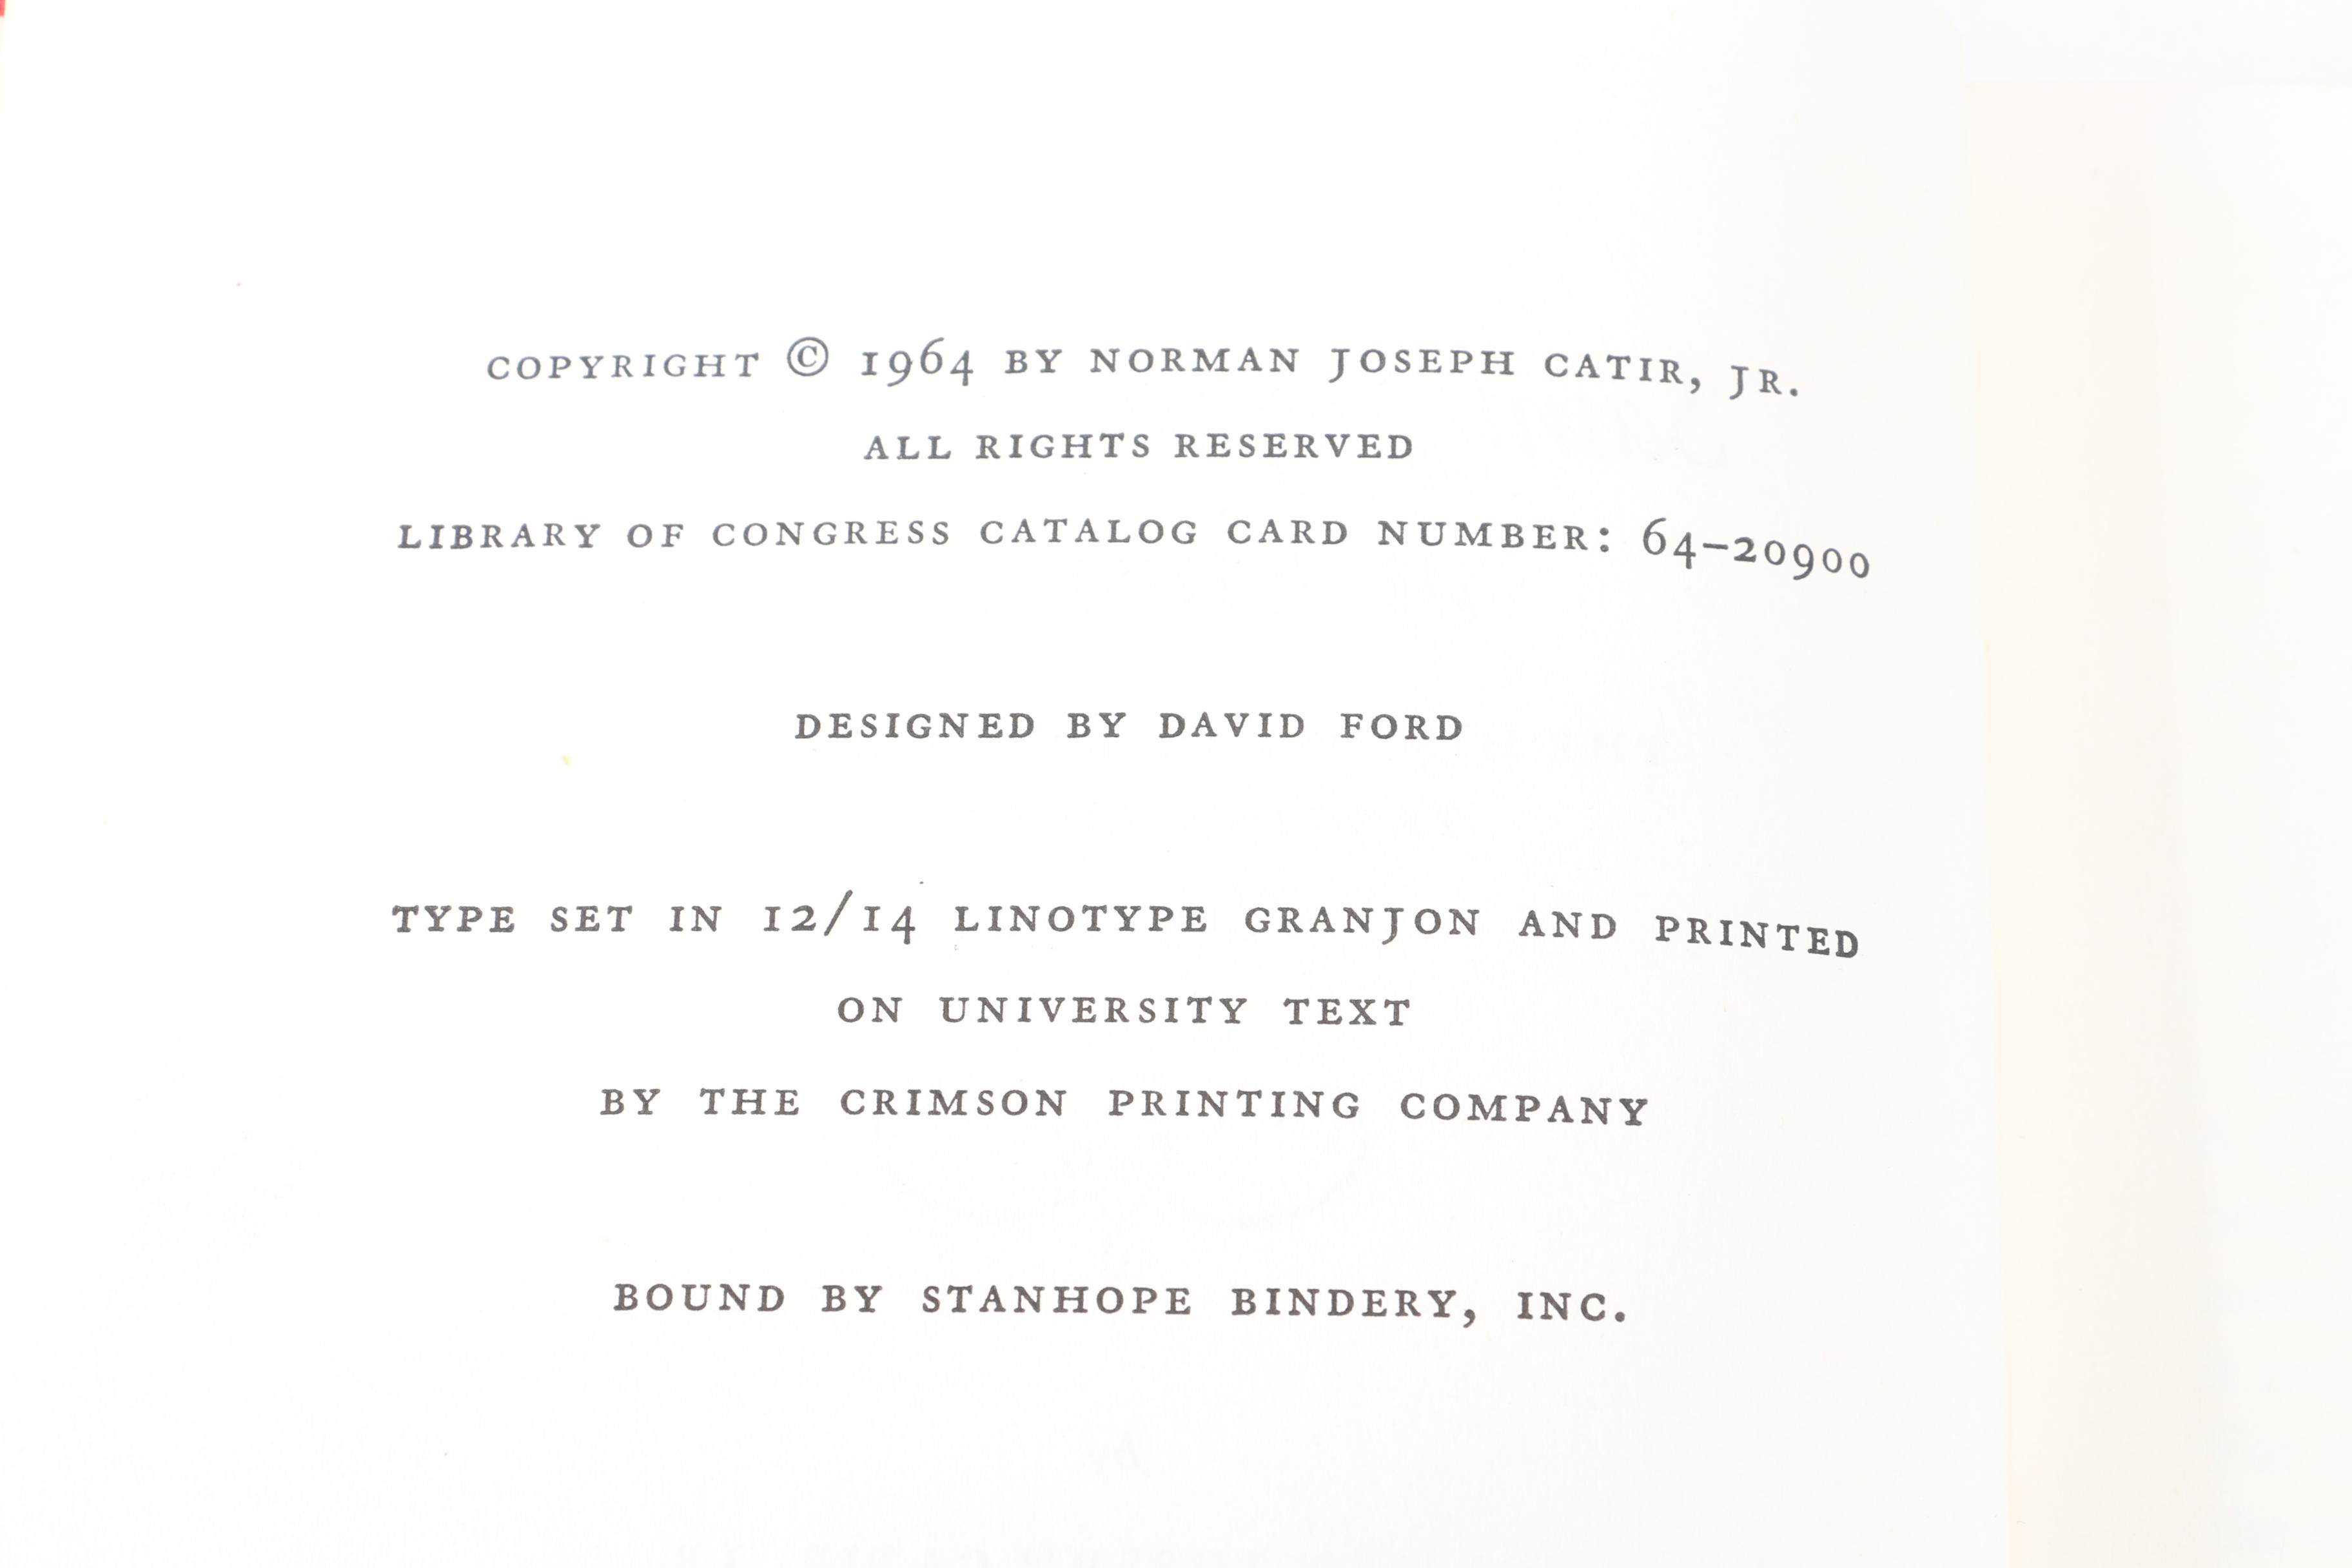 COPYRIGHT © 1964 BY NORMAN JOSEPH CATIR, JR.
ALL RIGHTS RESERVED
LIBRARY OF CONGRESS CATALOG CARD NUMBER: 64–20900
DESIGNED BY DAVID FORD
TYPE SET IN 12/14 LINOTYPE GRANJON AND PRINTED
ON UNIVERSITY TEXT
BY THE CRIMSON PRINTING COMPANY
BOUND BY STANHOPE BINDERY, INC.